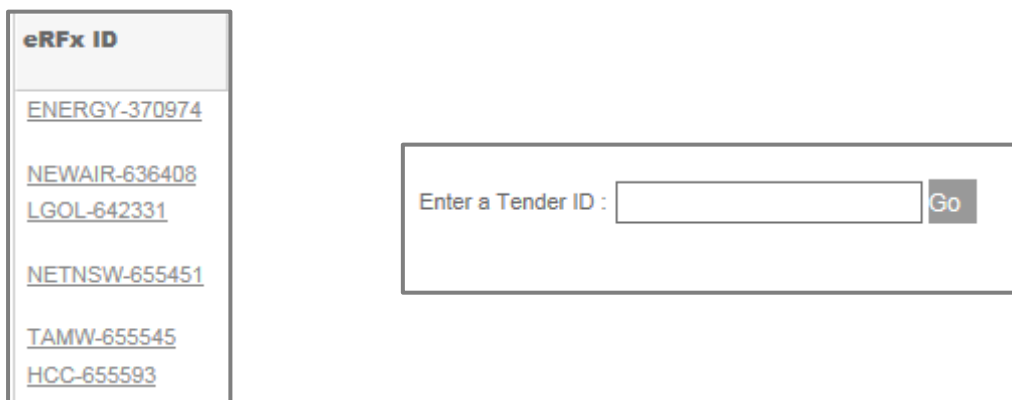 eRFx ID
ENERGY-370974
NEWAIR-636408
LGOL-642331
NETNSW-655451
TAMW-655545
HCC-655593
Enter a Tender ID :
Go